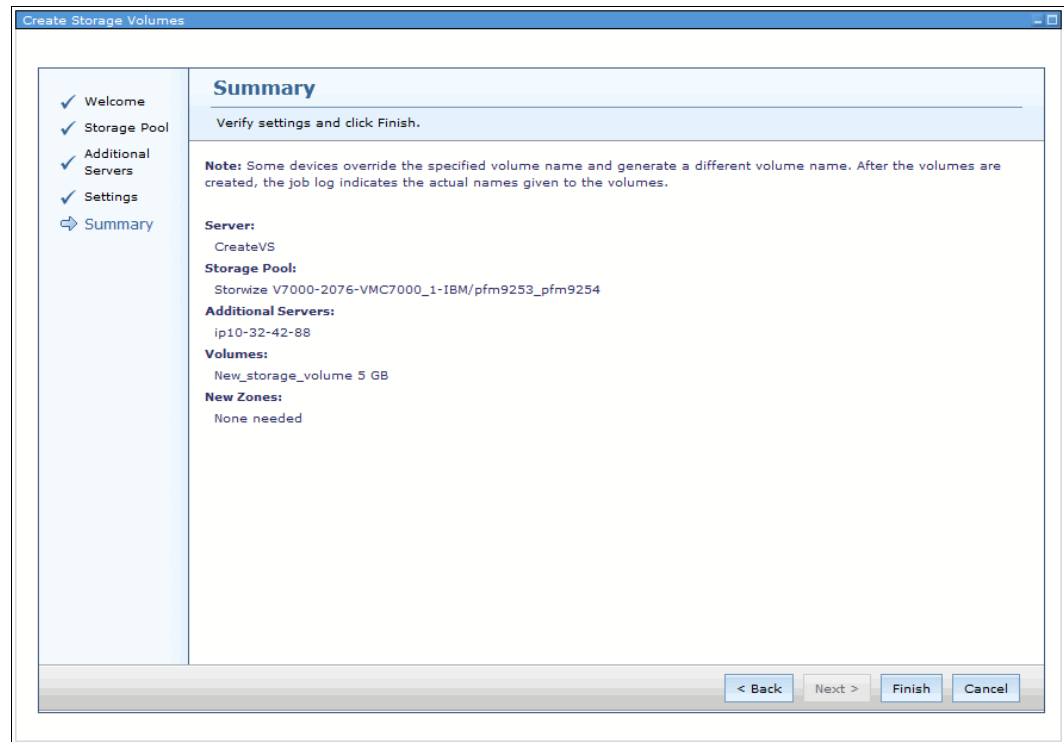 Create Storage Volumes
Welcome
Storage Pool
Additional
Servers
Settings
Summary
Summary
Verify settings and click Finish.
Note: Some devices override the specified volume name and generate a different volume name. After the volumes are
created, the job log indicates the actual names given to the volumes.
Server:
CreateVS
Storage Pool:
Storwize V7000-2076-VMC7000_1-IBM/pfm9253_pfm9254
Additional Servers:
ip10-32-42-88
Volumes:
New_storage_volume 5 GB
New Zones:
None needed
< Back
Next >
Finish
Cancel